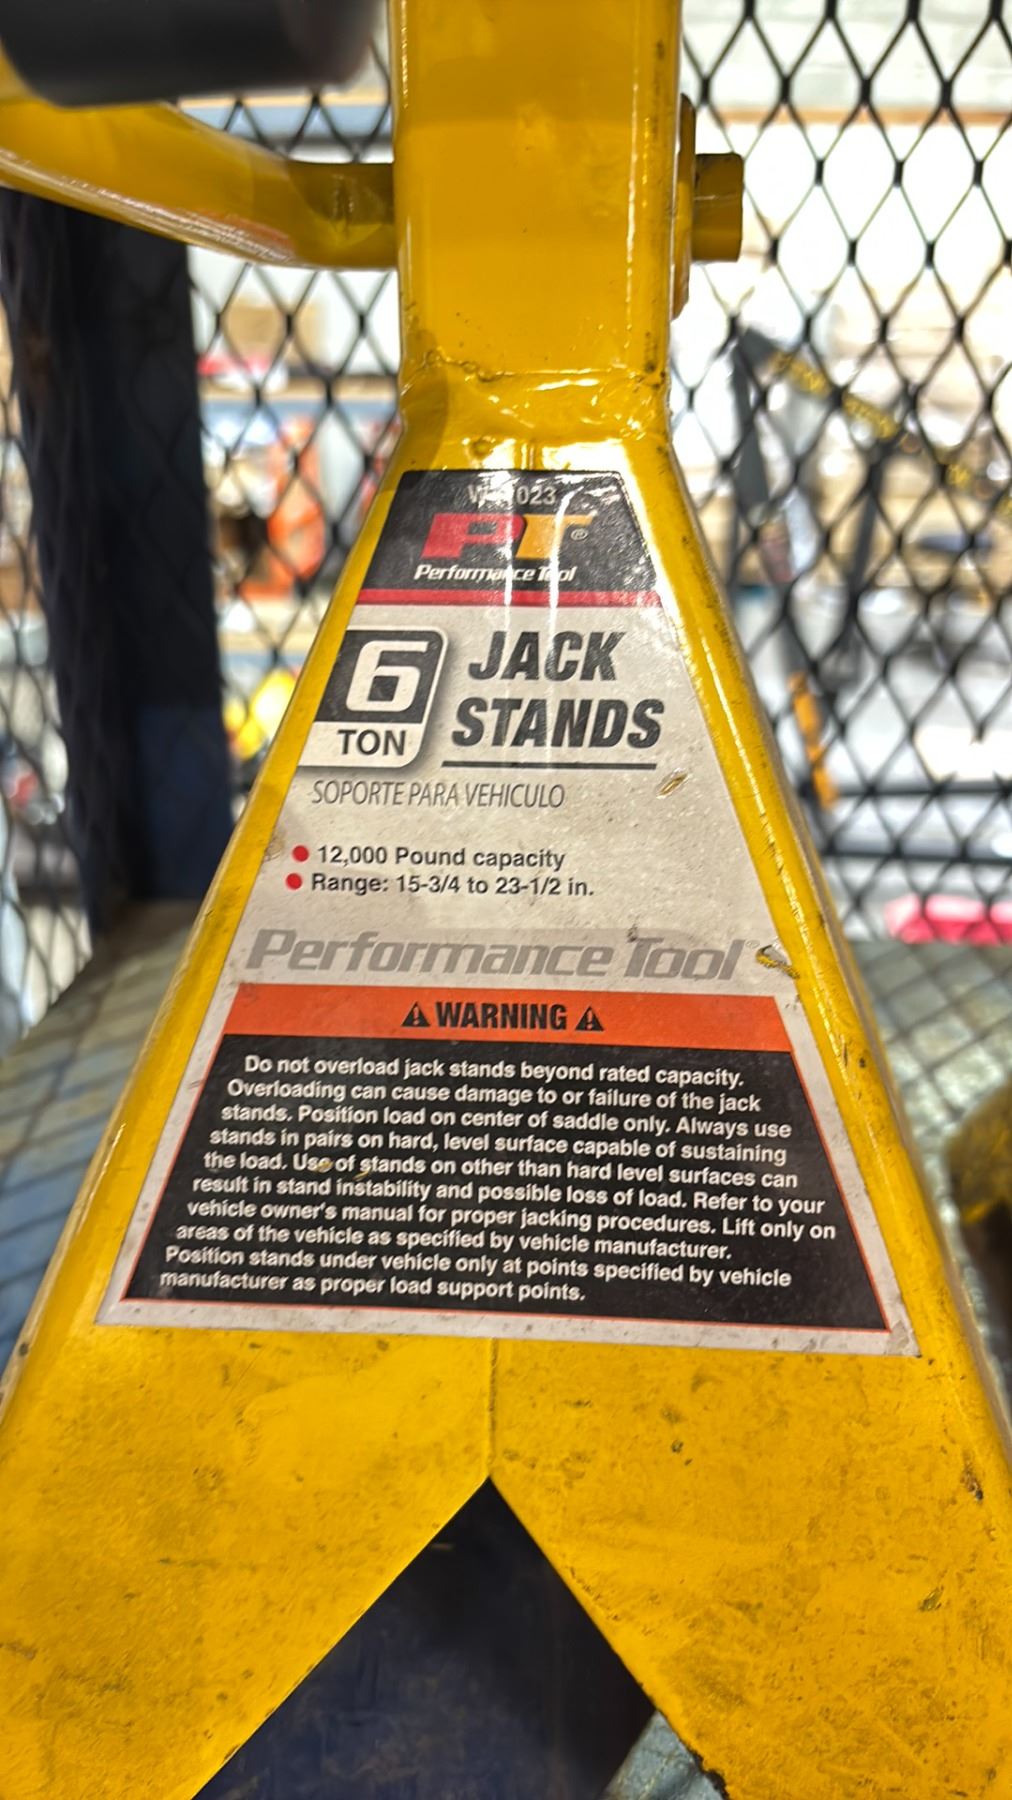 PT®
Performance Tool
6
TON
JACK
STANDS
SOPORTE PARA VEHICULO
● 12,000 Pound capacity
● Range: 15-3/4 to 23-1/2 in.
Performance Tool®
⚠ WARNING ⚠
Do not overload jack stands beyond rated capacity.
Overloading can cause damage to or failure of the jack
stands. Position load on center of saddle only. Always use
stands in pairs on hard, level surface capable of sustaining
the load. Use of stands on other than hard level surfaces can
result in stand instability and possible loss of load. Refer to your
vehicle owner's manual for proper jacking procedures. Lift only on
areas of the vehicle as specified by vehicle manufacturer.
Position stands under vehicle only at points specified by vehicle
manufacturer as proper load support points.